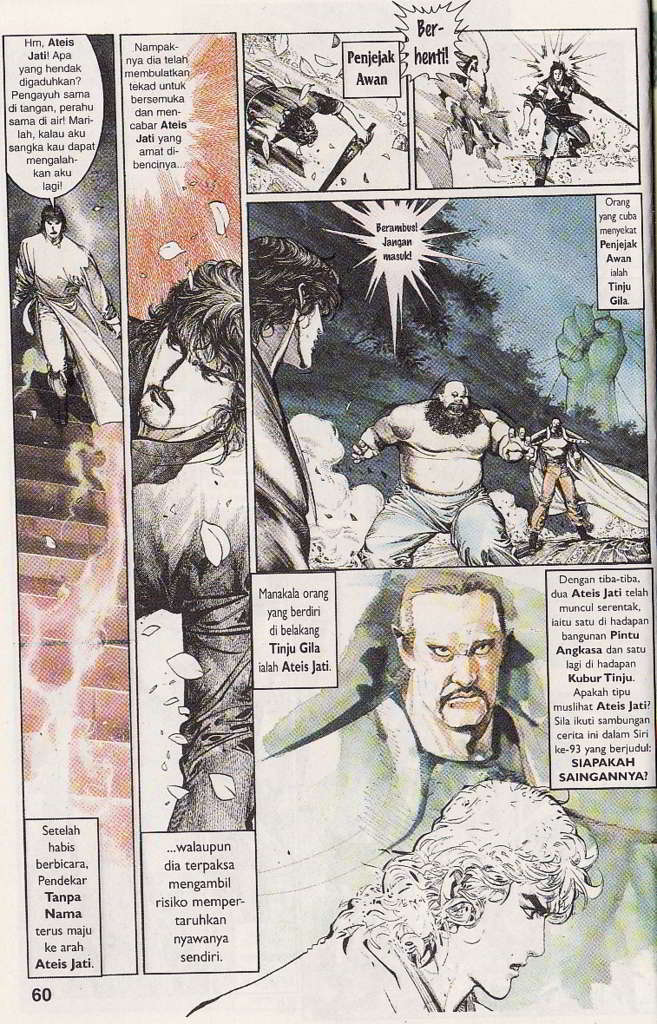 Hm, Ateis
Jati! Apa
yang hendak
digaduhkan?
Pengayuh sama
di tangan, perahu
sama di air! Mari-
lah, kalau aku
sangka kau dapat
mengalah-
kan aku
lagi!
Setelah
habis
berbicara,
Pendekar
Tanpa
Nama
terus maju
ke arah
Ateis Jati.
Nampak-
nya dia telah
membulatkan
tekad untuk
bersemuka
dan men-
cabar Ateis
Jati yang
amat di-
bencinya...
...walaupun
dia terpaksa
mengambil
risiko memper-
taruhkan
nyawanya
sendiri.
Penjejak
Awan
Ber-
henti!
Berambus!
Jangan
masuk!
Orang
yang cuba
menyekat
Penjejak
Awan
ialah
Tinju
Gila.
Manakala orang
yang berdiri
di belakang
Tinju Gila
ialah Ateis Jati.
Dengan tiba-tiba,
dua Ateis Jati telah
muncul serentak,
iaitu satu di hadapan
bangunan Pintu
Angkasa dan satu
lagi di hadapan
Kubur Tinju.
Apakah tipu
muslihat Ateis Jati?
Sila ikuti sambungan
cerita ini dalam Siri
ke-93 yang berjudul:
SIAPAKAH
SAINGANNYA?
60